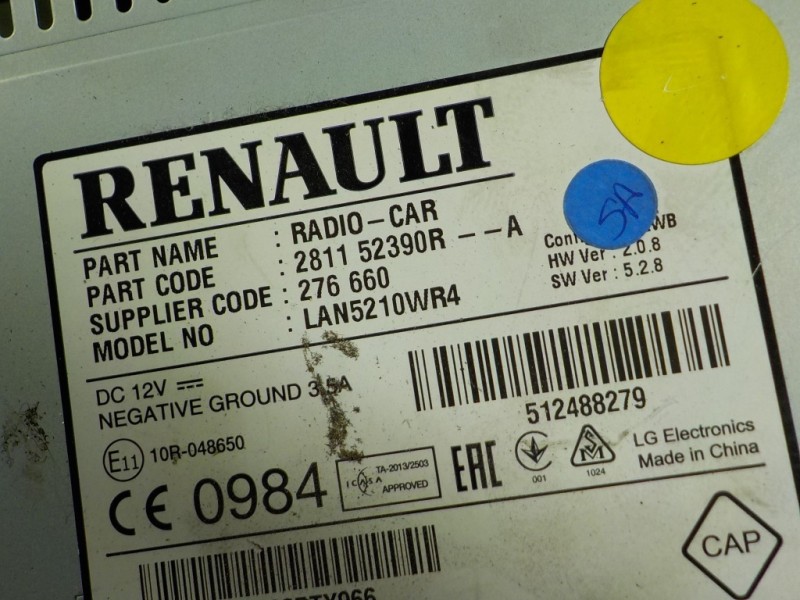 RENAULT
PART NAME : RADIO-CAR
PART CODE : 2811 52390R --A
SUPPLIER CODE : 276 660
MODEL NO : LAN5210WR4
5A
HW Ver : 2.0.8
SW Ver : 5.2.8
DC 12V
NEGATIVE GROUND 3.5A
512488279
E11 10R-048650
CE 0984
ICASA TA-2013/2503
APPROVED
EAC
001
1024
LG Electronics
Made in China
CAP